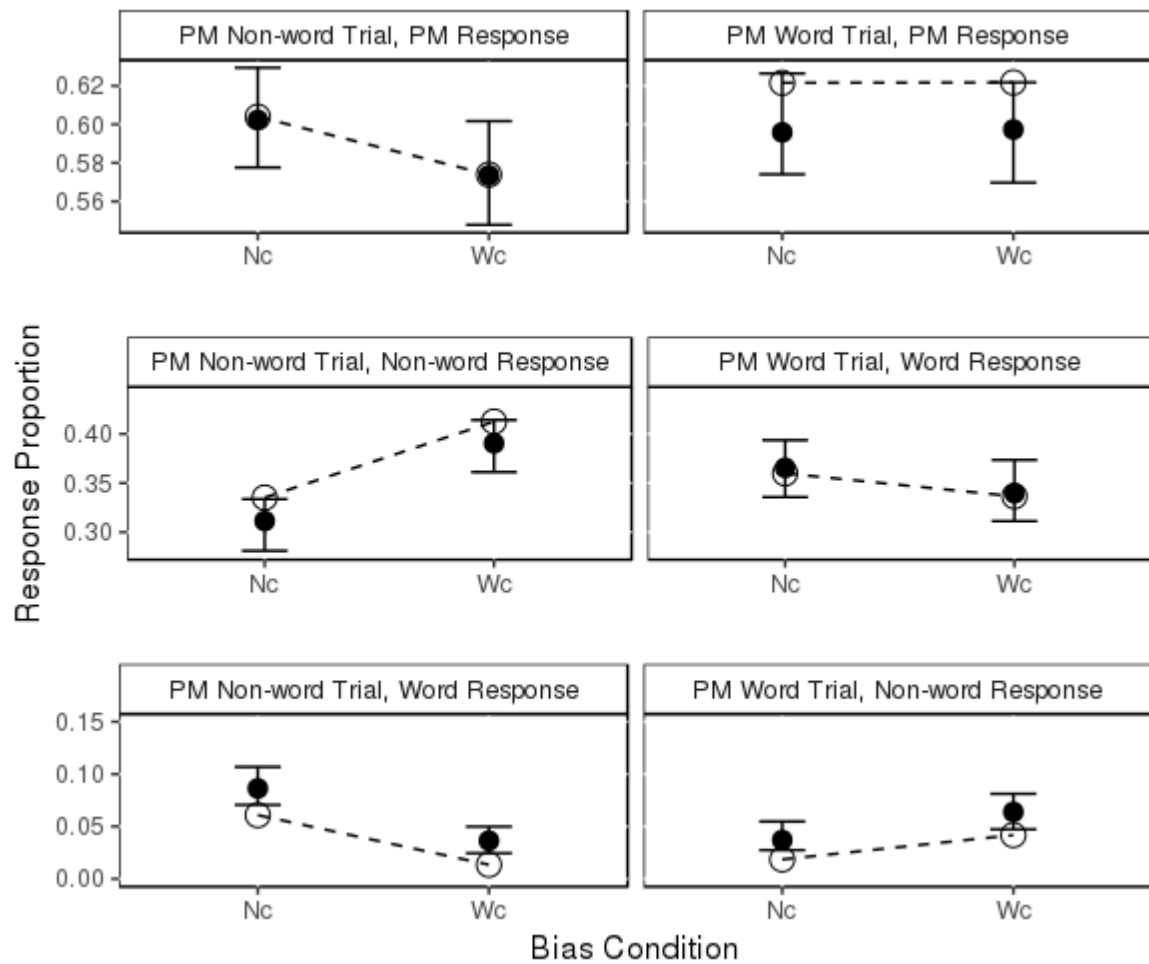 PM Non-word Trial, PM Response
PM Word Trial, PM Response
0.62
0.60
0.58
0.56
Nc
Wc
Nc
Wc
Response Proportion
PM Non-word Trial, Non-word Response
PM Word Trial, Word Response
0.40
0.35
0.30
Nc
Wc
Nc
Wc
PM Non-word Trial, Word Response
PM Word Trial, Non-word Response
0.15
0.10
0.05
0.00
Nc
Wc
Nc
Wc
Bias Condition